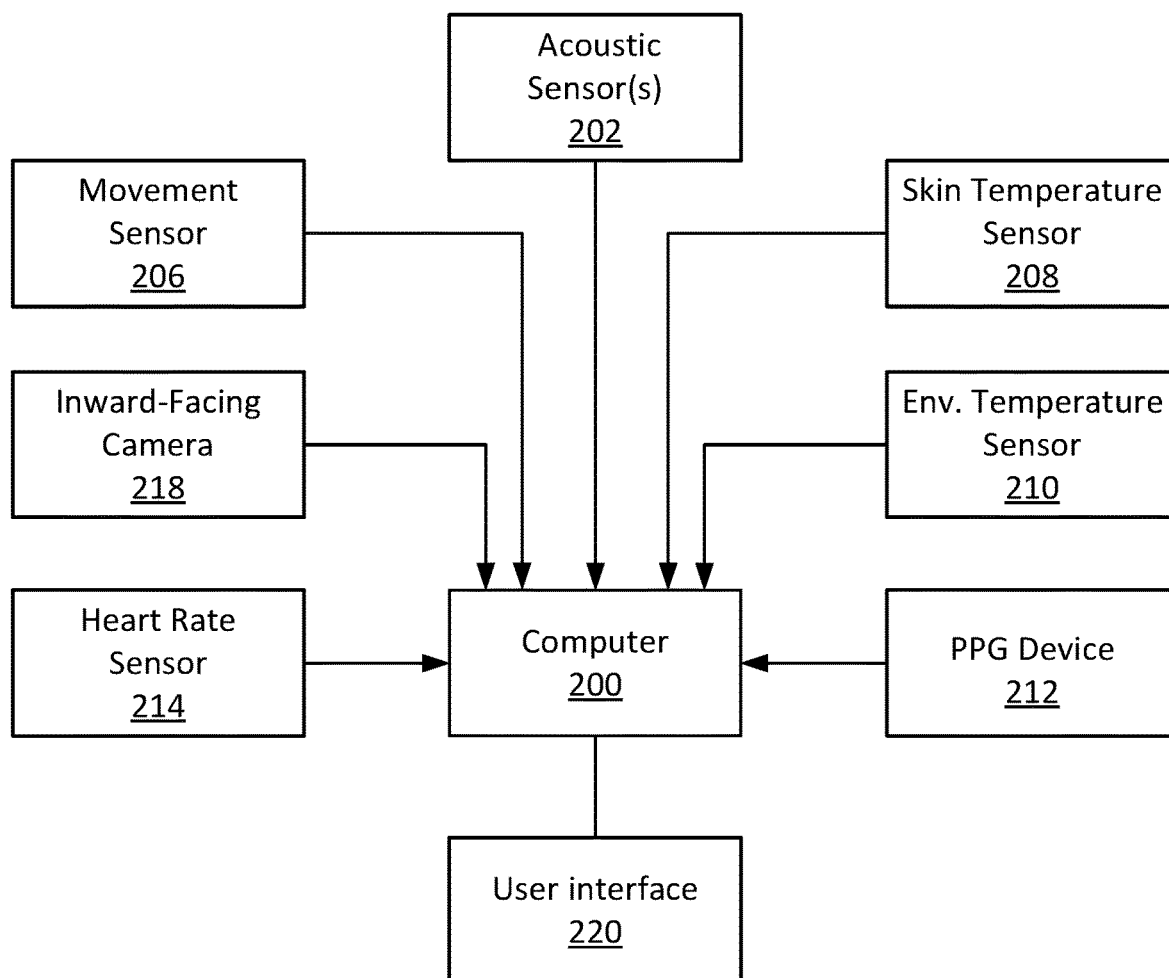 Acoustic
Sensor(s)
202
Movement
Sensor
206
Skin Temperature
Sensor
208
Inward-Facing
Camera
218
Env. Temperature
Sensor
210
Heart Rate
Sensor
214
Computer
200
PPG Device
212
User interface
220